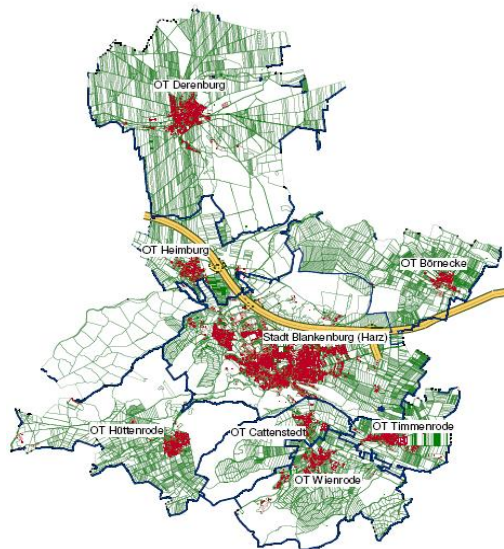 OT Derenburg
OT Heimburg
OT Börnecke
Stadt Blankenburg (Harz)
OT Hüttenrode
OT Cattenstedt
OT Timmenrode
OT Wienrode